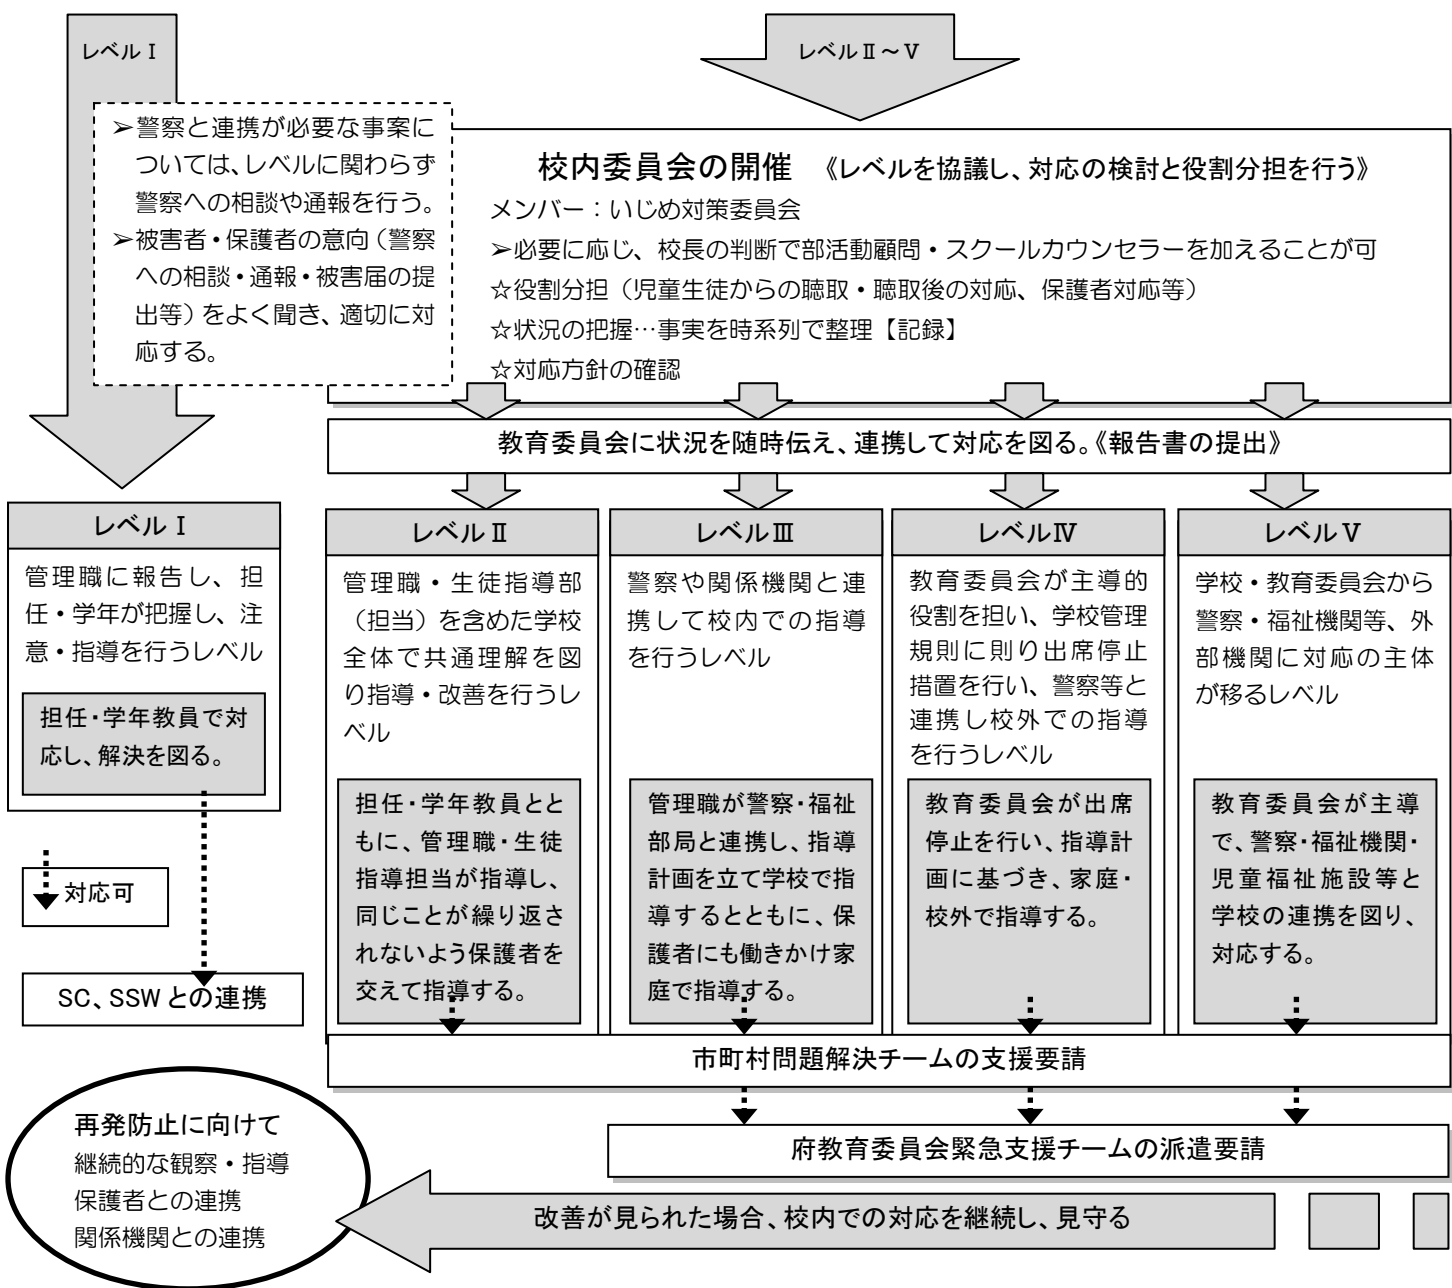 レベルⅠ
レベルⅡ～Ⅴ
➢警察と連携が必要な事案に
ついては、レベルに関わらず
警察への相談や通報を行う。
➢被害者・保護者の意向（警察
への相談・通報・被害届の提
出等）をよく聞き、適切に対
応する。
校内委員会の開催　《レベルを協議し、対応の検討と役割分担を行う》
メンバー：いじめ対策委員会
➢必要に応じ、校長の判断で部活動顧問・スクールカウンセラーを加えることが可
☆役割分担（児童生徒からの聴取・聴取後の対応、保護者対応等）
☆状況の把握…事実を時系列で整理【記録】
☆対応方針の確認
教育委員会に状況を随時伝え、連携して対応を図る。《報告書の提出》
レベルⅠ
管理職に報告し、担
任・学年が把握し、注
意・指導を行うレベル
担任・学年教員で対
応し、解決を図る。
対応可
SC、SSWとの連携
レベルⅡ
管理職・生徒指導部
（担当）を含めた学校
全体で共通理解を図
り指導・改善を行うレ
ベル
担任・学年教員とと
もに、管理職・生徒
指導担当が指導し、
同じことが繰り返さ
れないよう保護者を
交えて指導する。
レベルⅢ
警察や関係機関と連
携して校内での指導
を行うレベル
管理職が警察・福祉
部局と連携し、指導
計画を立て学校で指
導するとともに、保
護者にも働きかけ家
庭で指導する。
レベルⅣ
教育委員会が主導的
役割を担い、学校管理
規則に則り出席停止
措置を行い、警察等と
連携し校外での指導
を行うレベル
教育委員会が出席
停止を行い、指導計
画に基づき、家庭・
校外で指導する。
レベルⅤ
学校・教育委員会から
警察・福祉機関等、外
部機関に対応の主体
が移るレベル
教育委員会が主導
で、警察・福祉機関・
児童福祉施設等と
学校の連携を図り、
対応する。
市町村問題解決チームの支援要請
府教育委員会緊急支援チームの派遣要請
改善が見られた場合、校内での対応を継続し、見守る
再発防止に向けて
継続的な観察・指導
保護者との連携
関係機関との連携